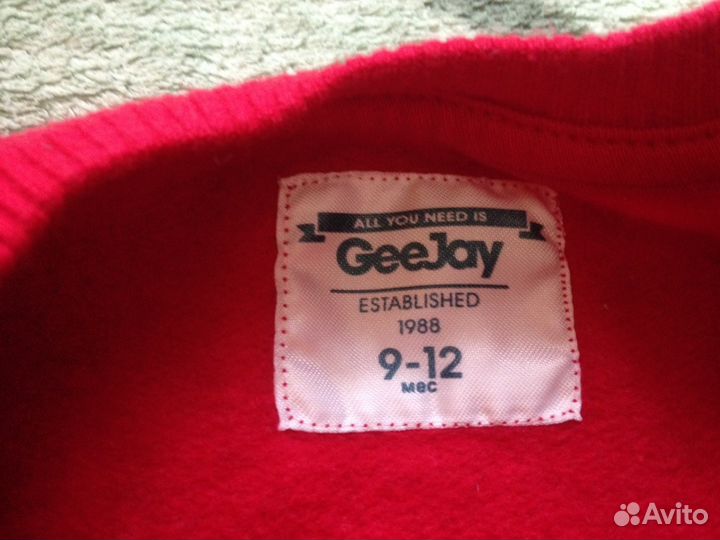 ALL YOU NEED IS
GeeJay
ESTABLISHED
1988
9-12
мес
Avito